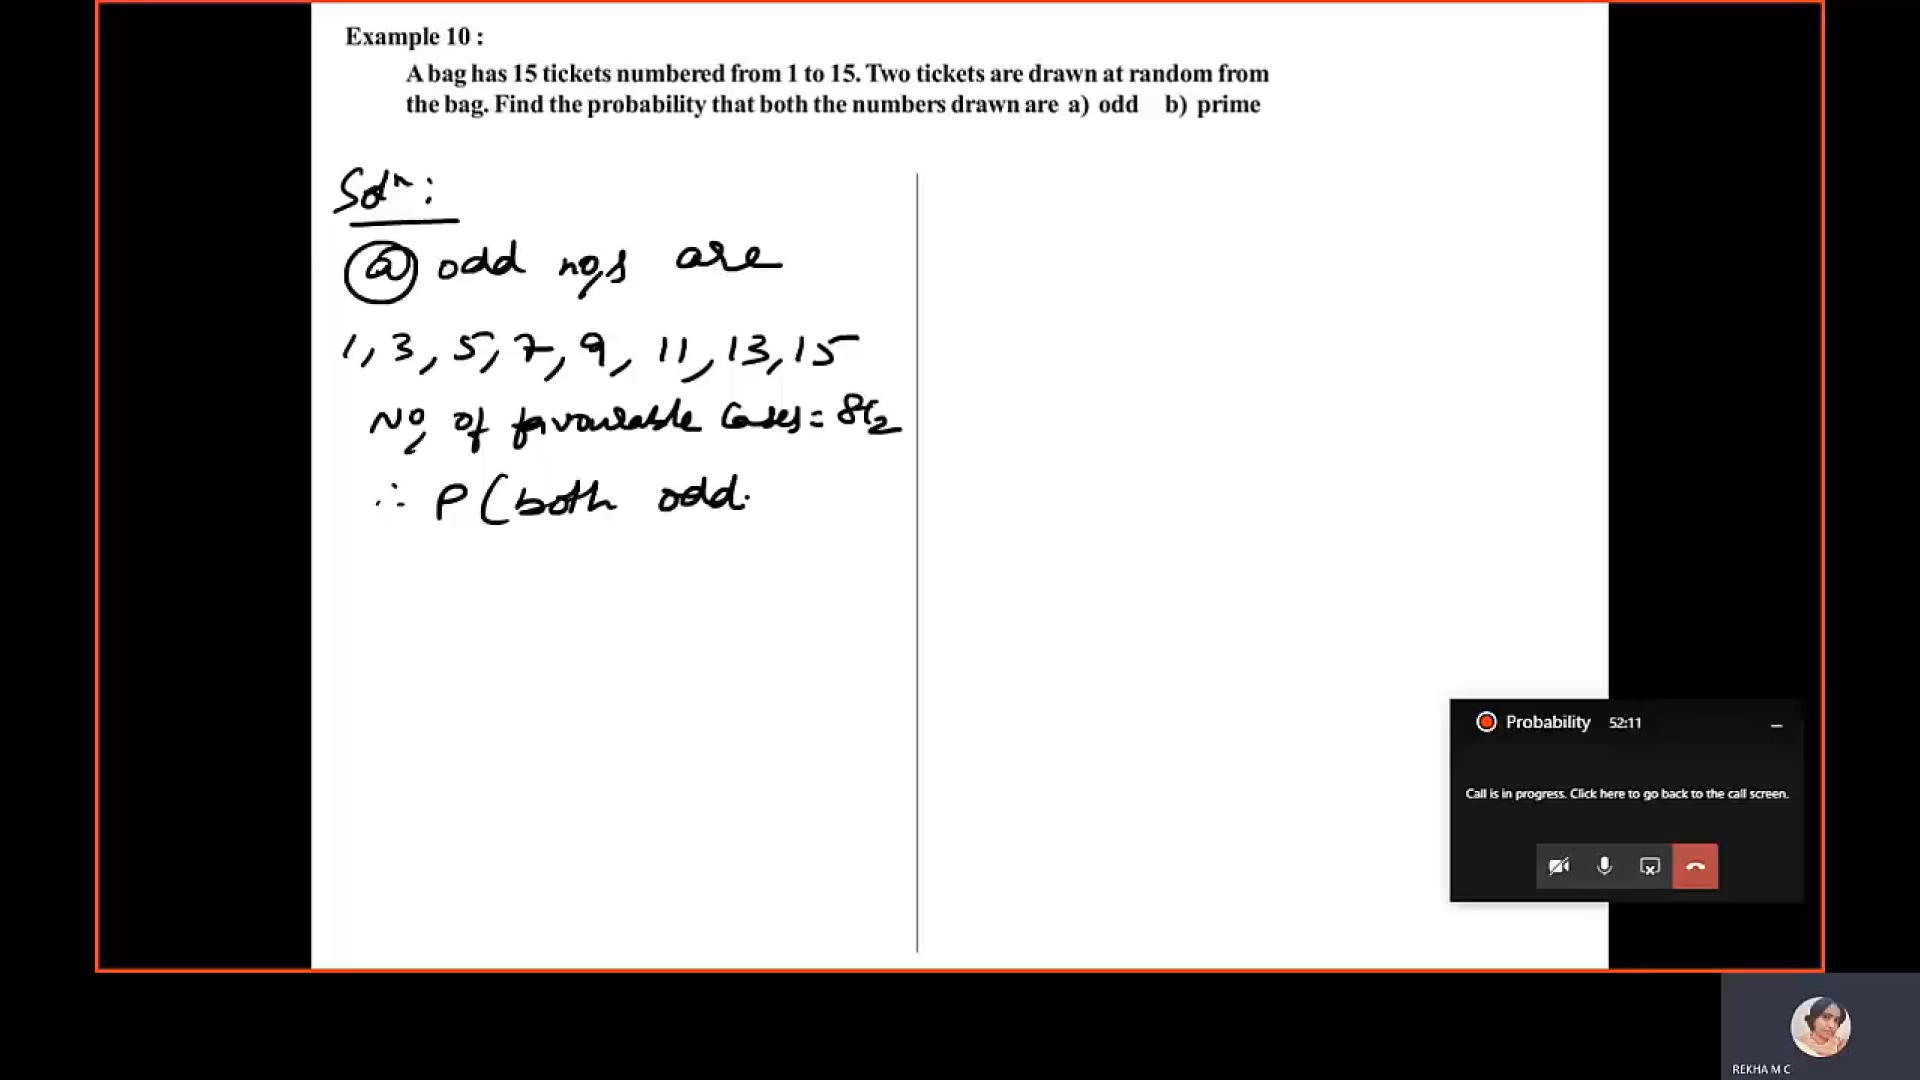 Example 10 :
A bag has 15 tickets numbered from 1 to 15. Two tickets are drawn at random from
the bag. Find the probability that both the numbers drawn are a) odd b) prime
Solⁿ :
ⓐ odd nos are
1, 3, 5, 7, 9, 11, 13, 15
No. of favourable Cases = 8C₂
∴ P (both odd
Probability 52:11
Call is in progress. Click here to go back to the call screen.
REKHA M C